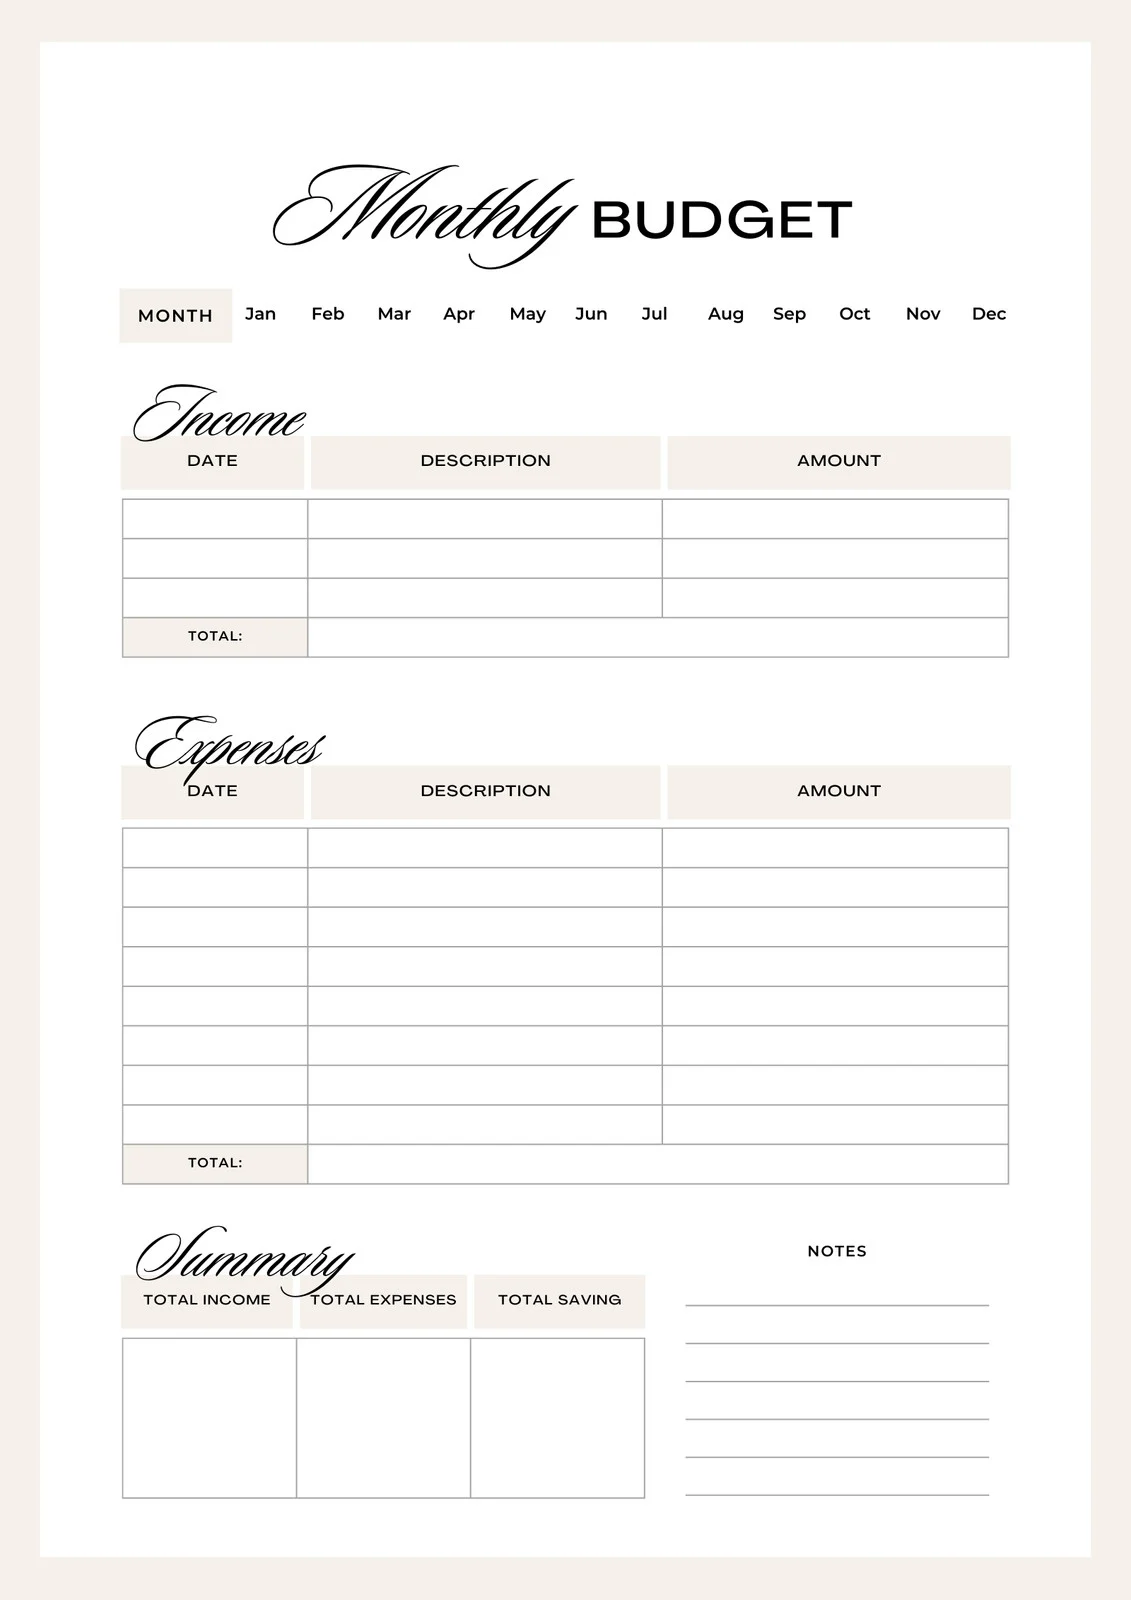 Monthly BUDGET
MONTH Jan Feb Mar Apr May Jun Jul Aug Sep Oct Nov Dec
Income
DATE DESCRIPTION AMOUNT
TOTAL:
Expenses
DATE DESCRIPTION AMOUNT
TOTAL:
Summary
TOTAL INCOME TOTAL EXPENSES TOTAL SAVING
NOTES